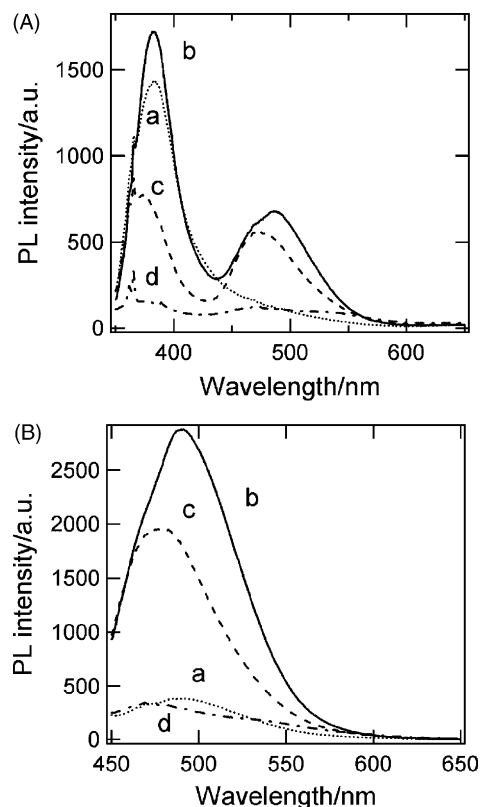 (A)
b
1500
a
1000
c
500
d
0
PL intensity/a.u.
400
500
600
Wavelength/nm
(B)
2500
b
2000
c
1500
1000
a
500
d
0
PL intensity/a.u.
450
500
550
600
650
Wavelength/nm